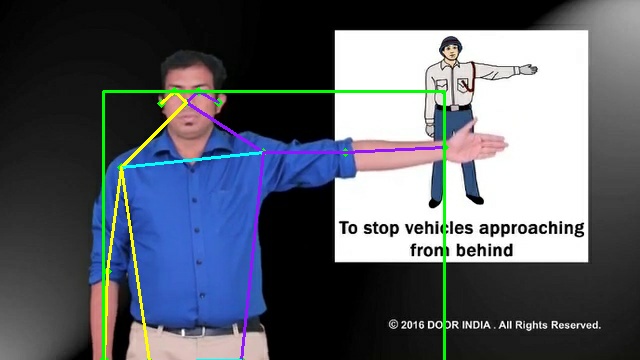 To stop vehicles approaching
from behind
© 2016 DOOR INDIA . All Rights Reserved.